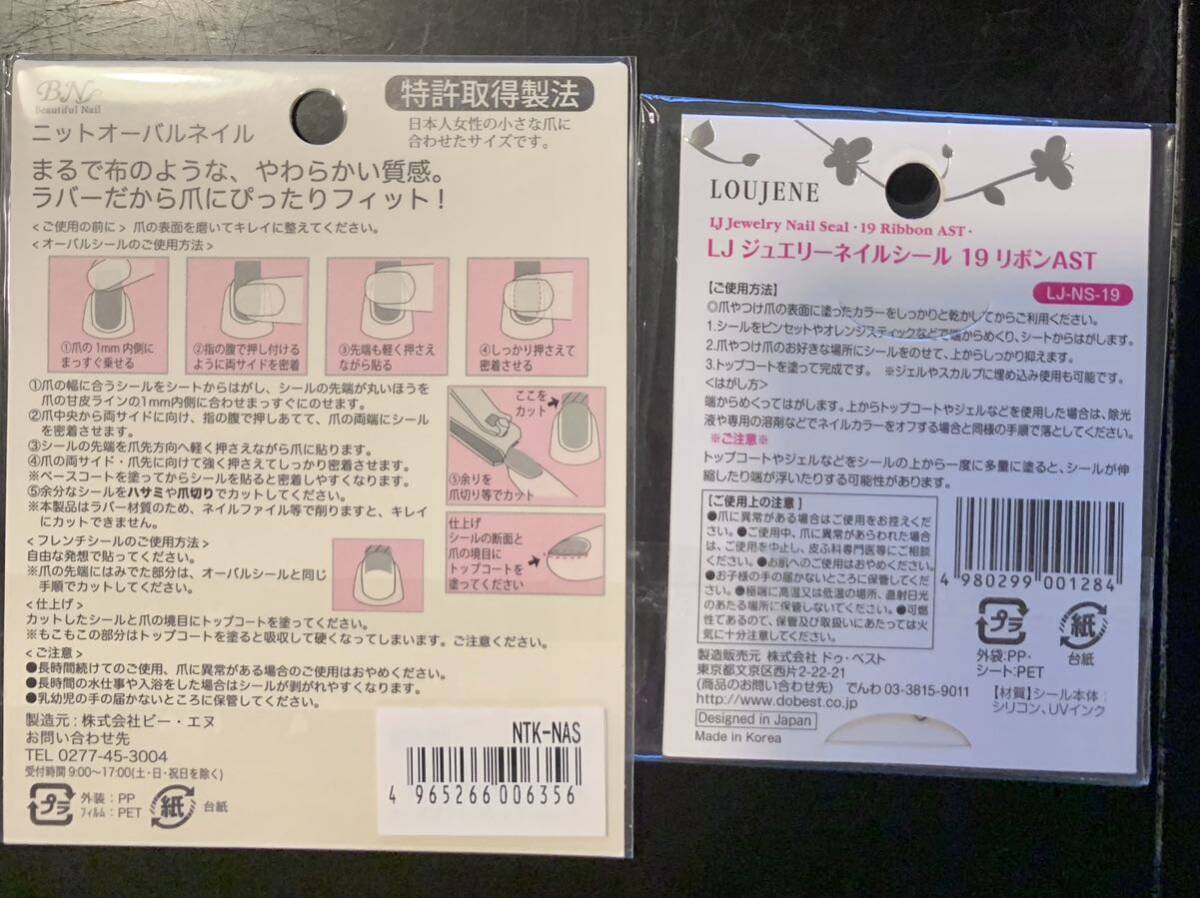 BN
Beautiful Nail
特許取得製法
ニットオーバルネイル
日本人女性の小さな爪に
合わせたサイズです。
まるで布のような、やわらかい質感。
ラバーだから爪にぴったりフィット！
＜ご使用の前に＞ 爪の表面を磨いてキレイに整えてください。
＜オーバルシールのご使用方法＞
①爪の1mm内側に
まっすぐ乗せる
②指の腹で押し付ける
ように両サイドを密着
③先端も軽く押さえ
ながら貼る
④しっかり押さえて
密着させる
①爪の幅に合うシールをシートからはがし、シールの先端が丸いほうを
爪の甘皮ラインの1mm内側に合わせまっすぐにのせます。
②爪中央から両サイドに向け、指の腹で押しあてて、爪の両端にシール
を密着させます。
③シールの先端を爪先方向へ軽く押さえながら爪に貼ります。
④爪の両サイド・爪先に向けて強く押さえてしっかり密着させます。
※ベースコートを塗ってからシールを貼ると密着しやすくなります。
⑤余分なシールをハサミや爪切りでカットしてください。
※本製品はラバー材質のため、ネイルファイル等で削りますと、キレイ
にカットできません。
ここを
カット
⑤余りを
爪切り等でカット
仕上げ
シールの断面と
爪の境目に
トップコートを
塗ってください
＜フレンチシールのご使用方法＞
自由な発想で貼ってください。
※爪の先端にはみでた部分は、オーバルシールと同じ
手順でカットしてください。
＜仕上げ＞
カットしたシールと爪の境目にトップコートを塗ってください。
※もこもこの部分はトップコートを塗ると吸収して硬くなってしまいます。ご注意ください。
＜ご注意＞
●長時間続けてのご使用、爪に異常がある場合のご使用はおやめください。
●長時間の水仕事や入浴をした場合はシールが剥がれやすくなります。
●乳幼児の手の届かないところに保管してください。
製造元：株式会社ビー・エヌ
お問い合わせ先
TEL 0277-45-3004
受付時間 9:00〜17:00(土・日・祝日を除く)
プラ
外装：PP
フィルム：PET
紙
台紙
NTK-NAS
4 965266 006356
LOUJENE
LJ Jewelry Nail Seal・19 Ribbon AST・
LJ ジュエリーネイルシール 19 リボンAST
LJ-NS-19
【ご使用方法】
◎爪やつけ爪の表面に塗ったカラーをしっかりと乾かしてからご利用ください。
1.シールをピンセットやオレンジスティックなどで端からめくり、シートからはがします。
2.爪やつけ爪のお好きな場所にシールをのせて、上からしっかり抑えます。
3.トップコートを塗って完成です。 ※ジェルやスカルプに埋め込み使用も可能です。
＜はがし方＞
端からめくってはがします。上からトップコートやジェルなどを使用した場合は、除光
液や専用の溶剤などでネイルカラーをオフする場合と同様の手順で落としてください。
※ご注意※
トップコートやジェルなどをシールの上から一度に多量に塗ると、シールが伸
縮したり端が浮いたりする可能性があります。
【ご使用上の注意】
●爪に異常がある場合はご使用をお控えくだ
さい。●ご使用中、爪に異常があらわれた場合
は、ご使用を中止し、皮ふ科専門医等にご相談
ください。●お肌へのご使用はおやめください。
●お子様の手の届かないところに保管してくださ
い。●極端に高温又は低温の場所、直射日光
のあたる場所に保管しないでください。●可燃
性があるので、保管及び取扱いにあたっては火
気に十分注意してください。
4 980299 001284
プラ
外袋：PP・
シート：PET
紙
台紙
製造販売元 株式会社 ドゥ・ベスト
東京都文京区西片2-22-21
(商品のお問い合わせ先) でんわ 03-3815-9011
http://www.dobest.co.jp
【材質】シール本体：
シリコン、UVインク
Designed in Japan
Made in Korea